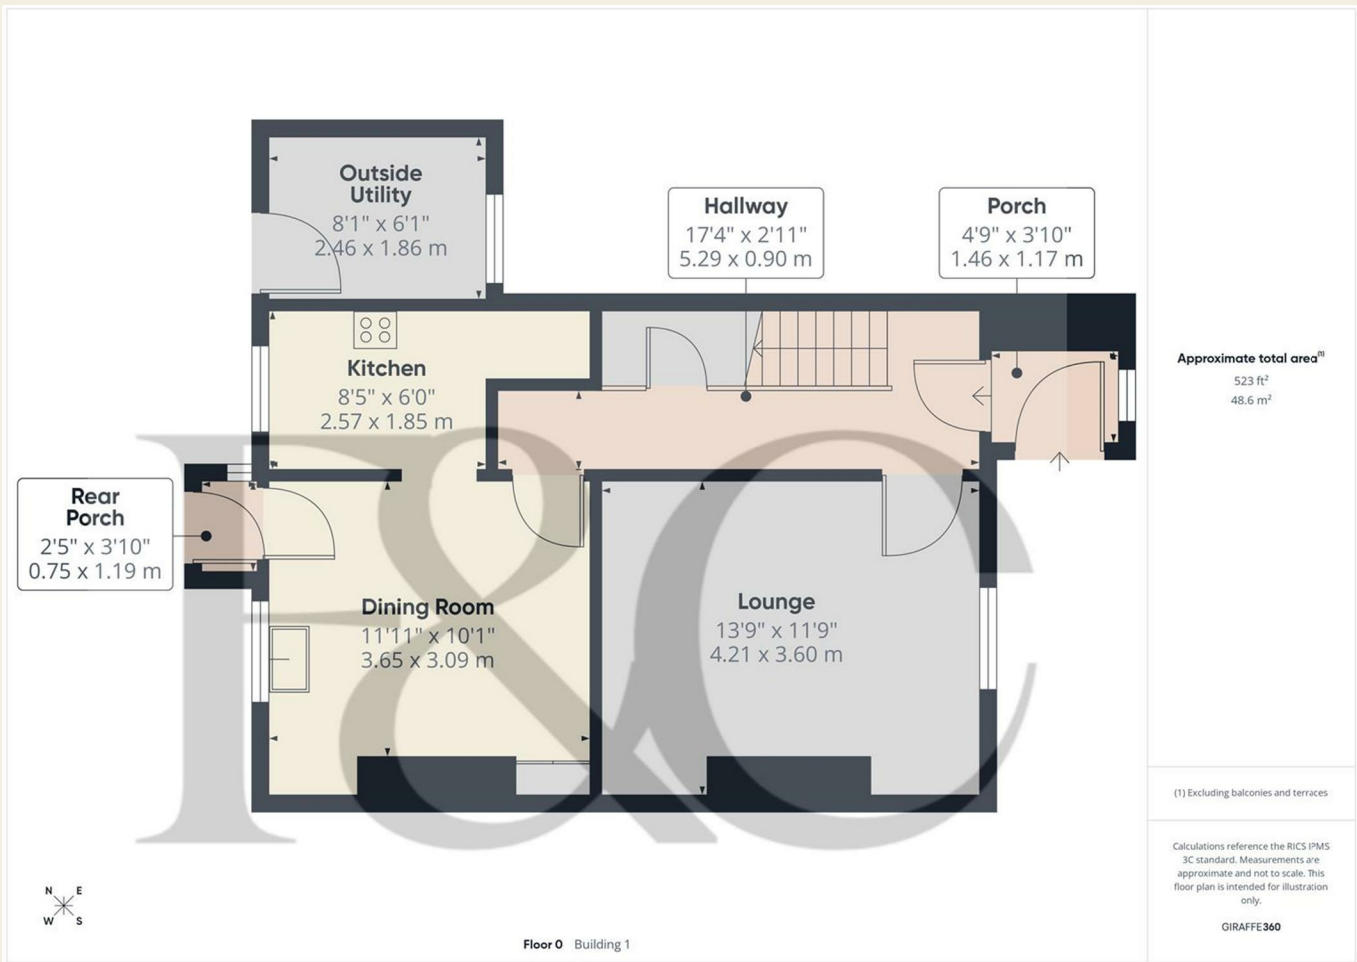 Outside
Utility
8'1" x 6'1"
2.46 x 1.86 m
Hallway
17'4" x 2'11"
5.29 x 0.90 m
Porch
4'9" x 3'10"
1.46 x 1.17 m
Kitchen
8'5" x 6'0"
2.57 x 1.85 m
Rear
Porch
2'5" x 3'10"
0.75 x 1.19 m
Dining Room
11'11" x 10'1"
3.65 x 3.09 m
Lounge
13'9" x 11'9"
4.21 x 3.60 m
F&C
N E
W S
Floor 0 Building 1
Approximate total area(1)
523 ft²
48.6 m²
(1) Excluding balconies and terraces
Calculations reference the RICS IPMS
3C standard. Measurements are
approximate and not to scale. This
floor plan is intended for illustration
only.
GIRAFFE360